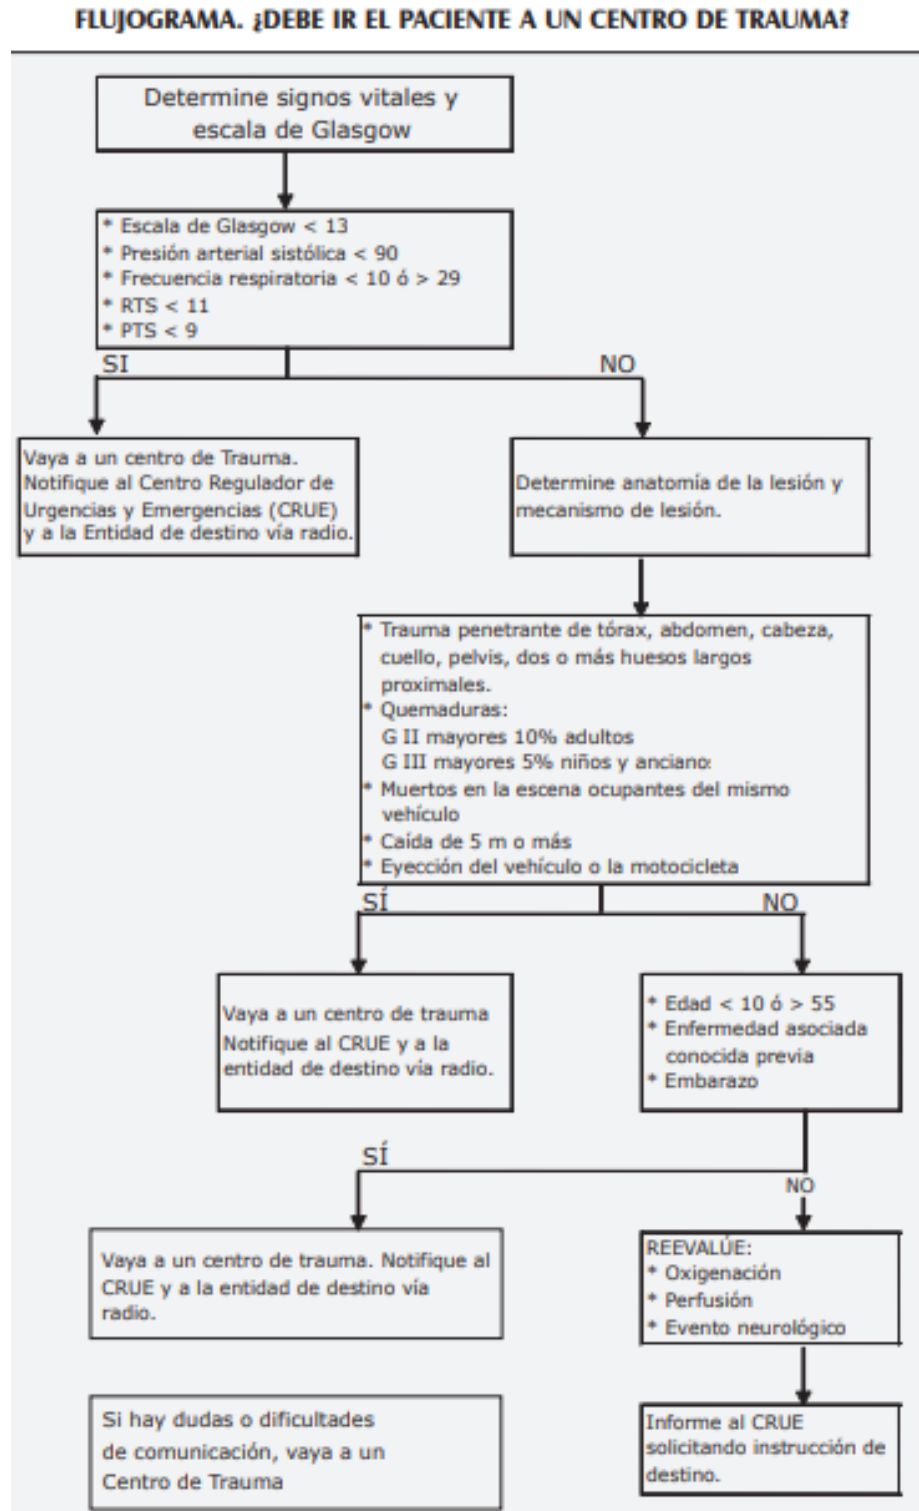 FLUJOGRAMA. ¿DEBE IR EL PACIENTE A UN CENTRO DE TRAUMA?
Determine signos vitales y
escala de Glasgow
* Escala de Glasgow < 13
* Presión arterial sistólica < 90
* Frecuencia respiratoria < 10 ó > 29
* RTS < 11
* PTS < 9
SI
NO
Vaya a un centro de Trauma.
Notifique al Centro Regulador de
Urgencias y Emergencias (CRUE)
y a la Entidad de destino vía radio.
Determine anatomía de la lesión y
mecanismo de lesión.
* Trauma penetrante de tórax, abdomen, cabeza,
cuello, pelvis, dos o más huesos largos
proximales.
* Quemaduras:
G II mayores 10% adultos
G III mayores 5% niños y anciano:
* Muertos en la escena ocupantes del mismo
vehículo
* Caída de 5 m o más
* Eyección del vehículo o la motocicleta
SÍ
NO
Vaya a un centro de trauma
Notifique al CRUE y a la
entidad de destino vía radio.
* Edad < 10 ó > 55
* Enfermedad asociada
conocida previa
* Embarazo
SÍ
NO
Vaya a un centro de trauma. Notifique al
CRUE y a la entidad de destino vía
radio.
REEVALÚE:
* Oxigenación
* Perfusión
* Evento neurológico
Si hay dudas o dificultades
de comunicación, vaya a un
Centro de Trauma
Informe al CRUE
solicitando instrucción de
destino.